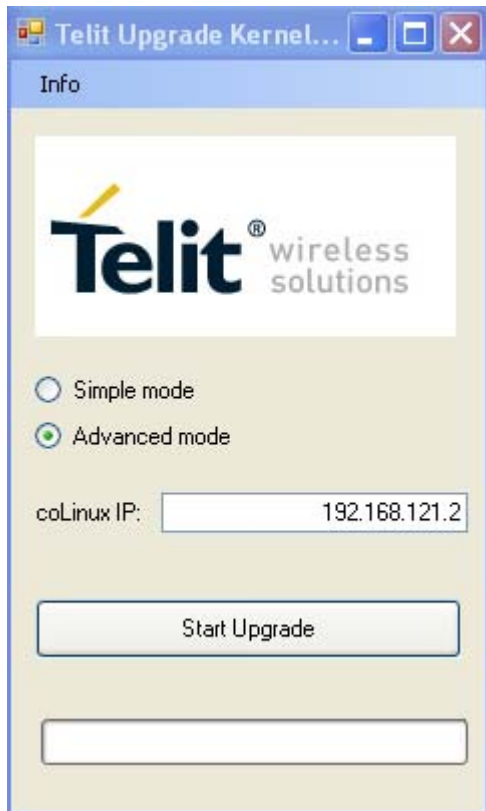 Telit Upgrade Kernel...
Info
Telit® wireless
solutions
Simple mode
Advanced mode
coLinux IP: 192.168.121.2
Start Upgrade